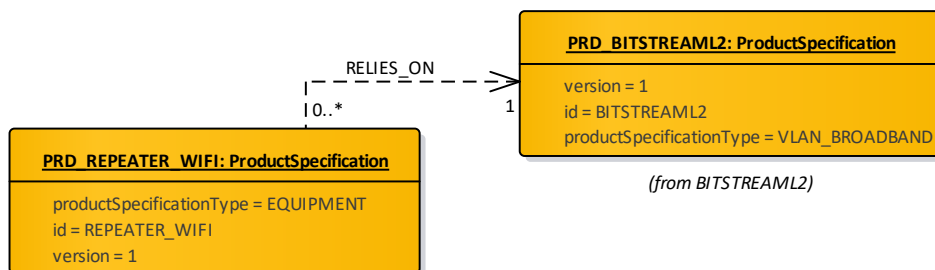 PRD_BITSTREAML2: ProductSpecification
version = 1
id = BITSTREAML2
productSpecificationType = VLAN_BROADBAND
(from BITSTREAML2)
RELIES_ON
0..*
1
PRD_REPEATER_WIFI: ProductSpecification
productSpecificationType = EQUIPMENT
id = REPEATER_WIFI
version = 1